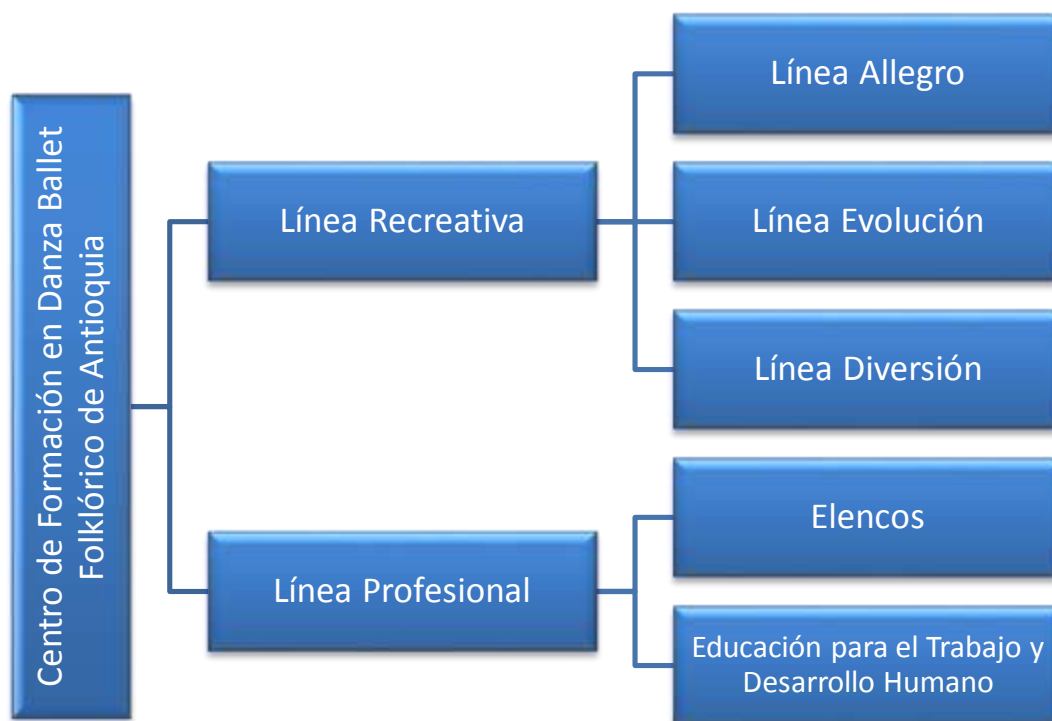 Centro de Formación en Danza Ballet
Folklórico de Antioquia
Línea Recreativa
Línea Allegro
Línea Evolución
Línea Diversión
Línea Profesional
Elencos
Educación para el Trabajo y
Desarrollo Humano